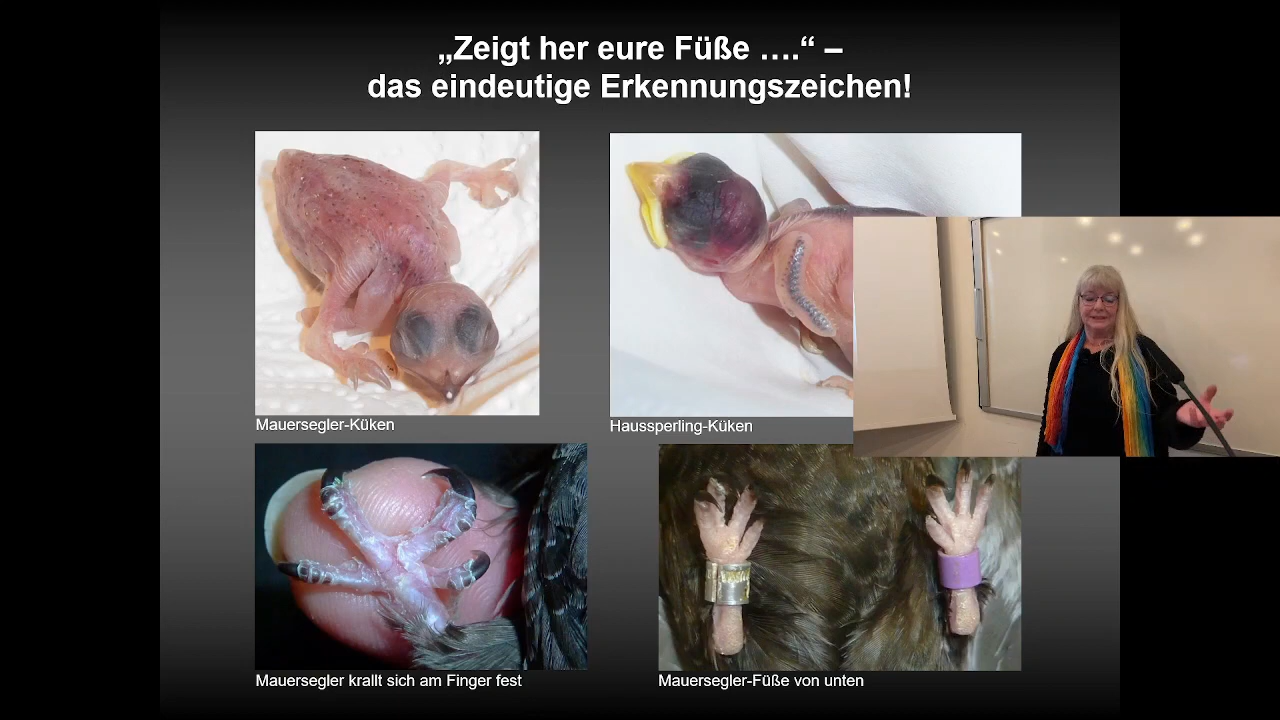 „Zeigt her eure Füße ….“ –
das eindeutige Erkennungszeichen!
Mauersegler-Küken
Haussperling-Küken
Mauersegler krallt sich am Finger fest
Mauersegler-Füße von unten